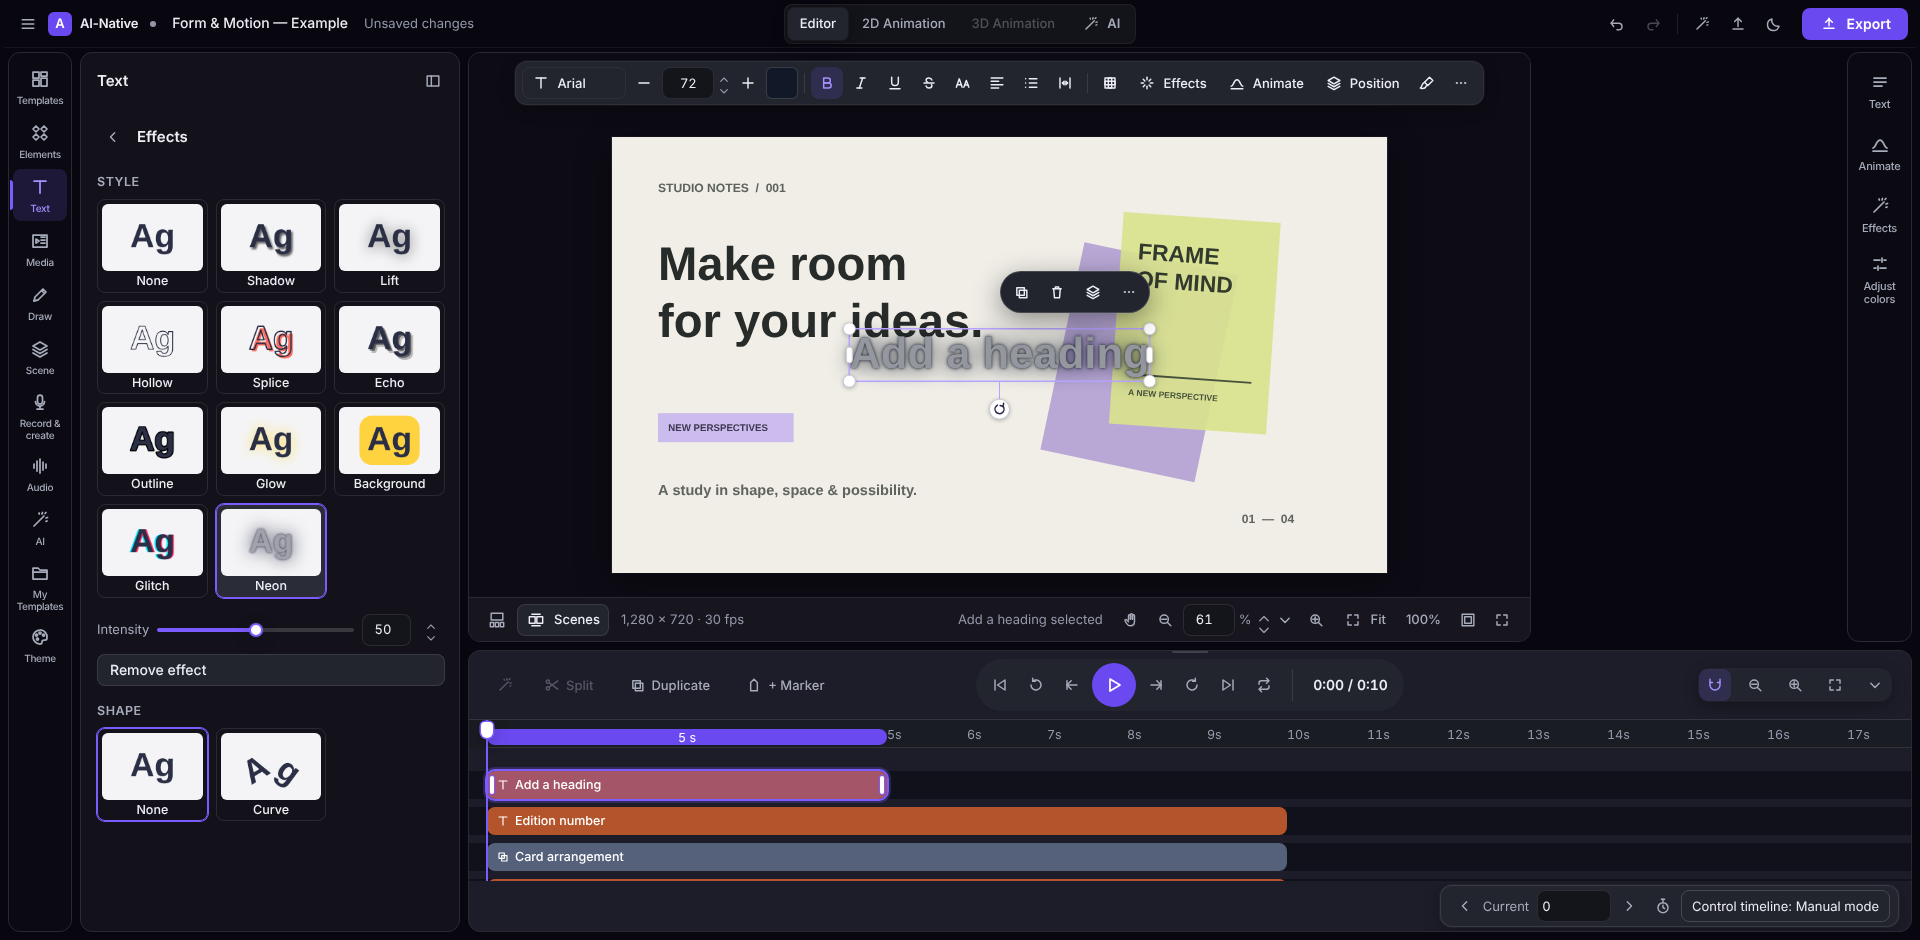 A AI-Native Form & Motion — Example Unsaved changes
Editor 2D Animation 3D Animation AI
Export
Templates
Elements
Text
Media
Draw
Scene
Record &
create
Audio
AI
My
Templates
Theme
Text
Effects
STYLE
Ag Ag Ag
None Shadow Lift
Ag Ag Ag
Hollow Splice Echo
Ag Ag Ag
Outline Glow Background
Ag Ag
Glitch Neon
Intensity 50
Remove effect
SHAPE
Ag Ag
None Curve
Arial 72 B I U S AA Effects Animate Position
STUDIO NOTES / 001
Make room
for your ideas.
Add a heading
FRAME
OF MIND
A NEW PERSPECTIVE
NEW PERSPECTIVES
A study in shape, space & possibility.
01 — 04
Scenes 1,280 × 720 · 30 fps Add a heading selected 61 % Fit 100%
Text
Animate
Effects
Adjust
colors
Split Duplicate + Marker 0:00 / 0:10
5 s 5s 6s 7s 8s 9s 10s 11s 12s 13s 14s 15s 16s 17s
Add a heading
Edition number
Card arrangement
Current 0 Control timeline: Manual mode